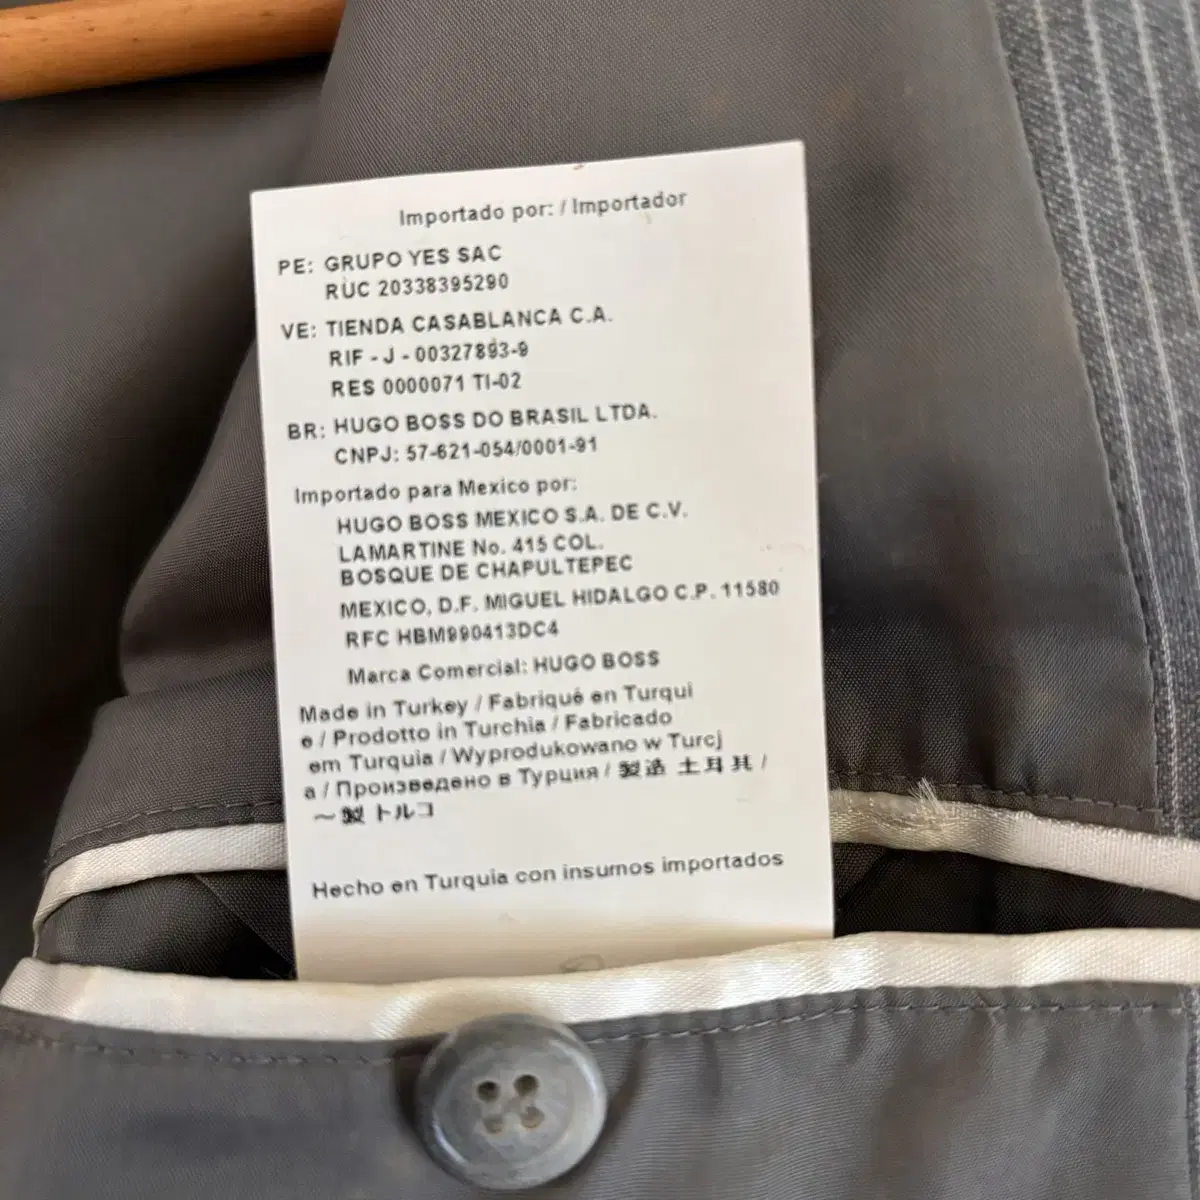 Importado por: / Importador
PE: GRUPO YES SAC
RUC 20338395290
VE: TIENDA CASABLANCA C.A.
RIF - J - 00327893-9
RES 0000071 TI-02
BR: HUGO BOSS DO BRASIL LTDA.
CNPJ: 57-621-054/0001-91
Importado para Mexico por:
HUGO BOSS MEXICO S.A. DE C.V.
LAMARTINE No. 415 COL.
BOSQUE DE CHAPULTEPEC
MEXICO, D.F. MIGUEL HIDALGO C.P. 11580
RFC HBM990413DC4
Marca Comercial: HUGO BOSS
Made in Turkey / Fabriqué en Turqui
e / Prodotto in Turchia / Fabricado
em Turquia / Wyprodukowano w Turcj
a / Произведено в Турция / 製造 土耳其 /
〜製 トルコ
Hecho en Turquia con insumos importados